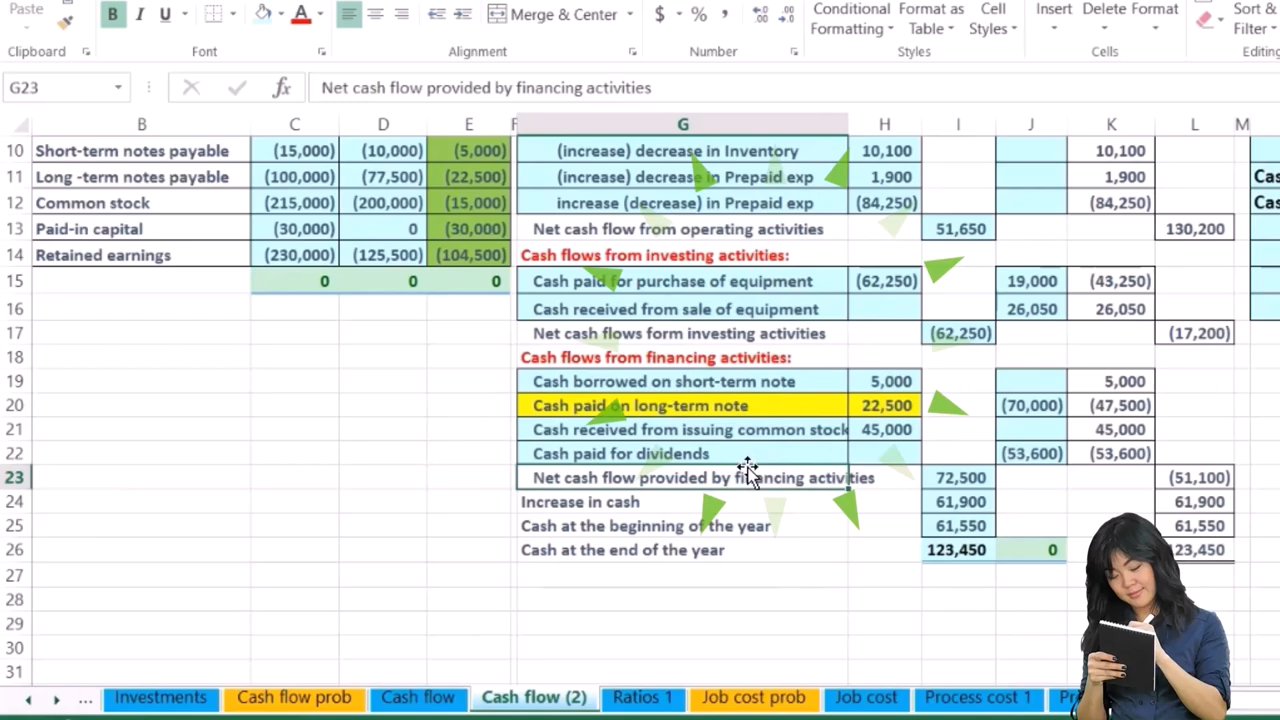 Paste
B I U A Merge & Center $ % , Conditional Formatting Format as Table Cell Styles Insert Delete Format Sort & Filter
Clipboard Font Alignment Number Styles Cells Editing
G23 fx Net cash flow provided by financing activities
B C D E F G H I J K L M
10 Short-term notes payable (15,000) (10,000) (5,000) (increase) decrease in Inventory 10,100 10,100
11 Long -term notes payable (100,000) (77,500) (22,500) (increase) decrease in Prepaid exp 1,900 1,900 Cas
12 Common stock (215,000) (200,000) (15,000) increase (decrease) in Prepaid exp (84,250) (84,250) Cas
13 Paid-in capital (30,000) 0 (30,000) Net cash flow from operating activities 51,650 130,200
14 Retained earnings (230,000) (125,500) (104,500) Cash flows from investing activities:
15 0 0 0 Cash paid for purchase of equipment (62,250) 19,000 (43,250)
16 Cash received from sale of equipment 26,050 26,050
17 Net cash flows form investing activities (62,250) (17,200)
18 Cash flows from financing activities:
19 Cash borrowed on short-term note 5,000 5,000
20 Cash paid on long-term note 22,500 (70,000) (47,500)
21 Cash received from issuing common stock 45,000 45,000
22 Cash paid for dividends (53,600) (53,600)
23 Net cash flow provided by financing activities 72,500 (51,100)
24 Increase in cash 61,900 61,900
25 Cash at the beginning of the year 61,550 61,550
26 Cash at the end of the year 123,450 0 23,450
27
28
29
30
31
... Investments Cash flow prob Cash flow Cash flow (2) Ratios 1 Job cost prob Job cost Process cost 1